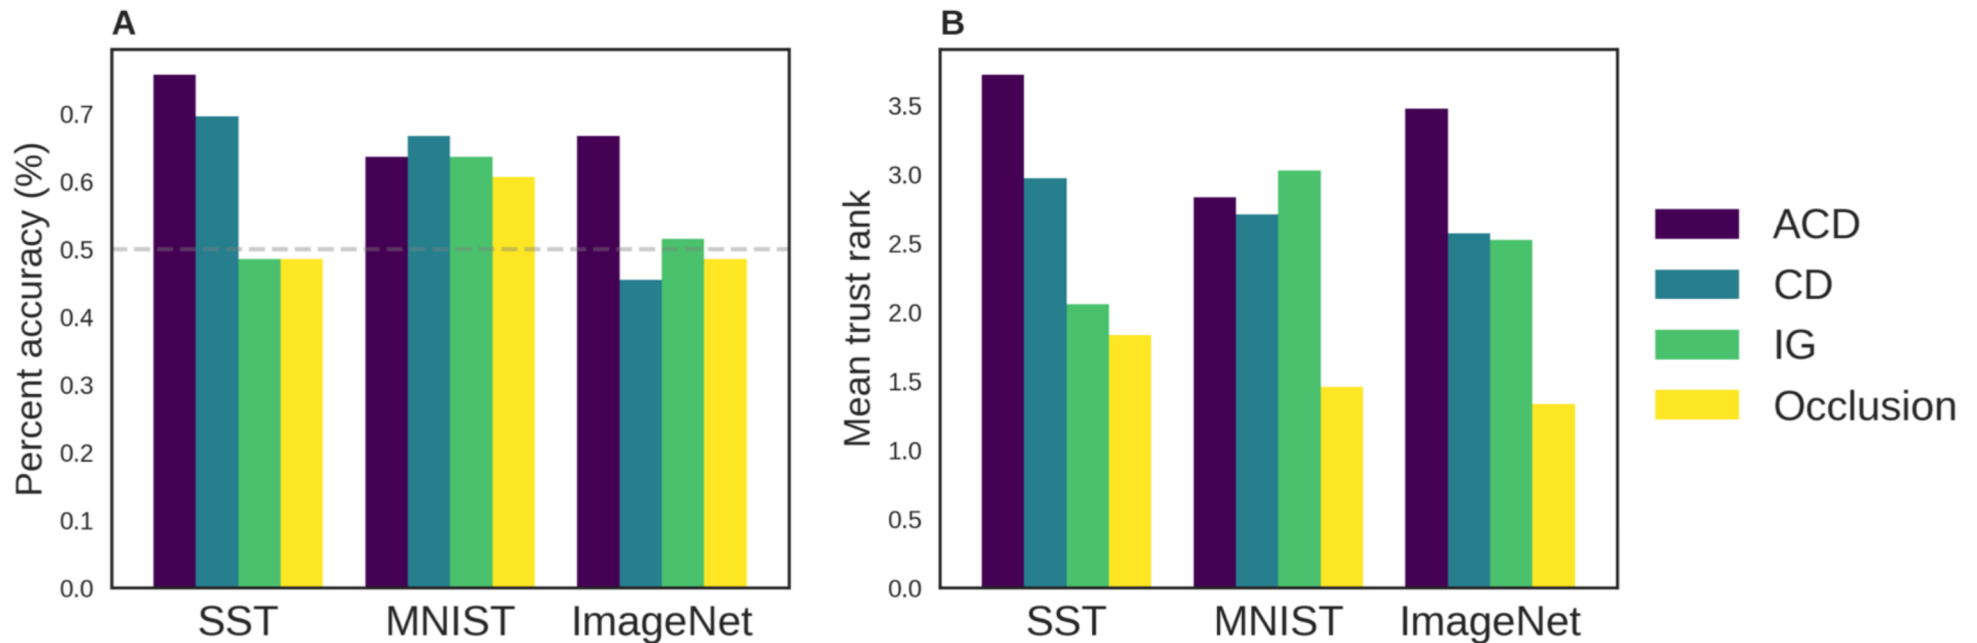 A
Percent accuracy (%)
0.7
0.6
0.5
0.4
0.3
0.2
0.1
0.0
SST MNIST ImageNet
B
Mean trust rank
3.5
3.0
2.5
2.0
1.5
1.0
0.5
0.0
SST MNIST ImageNet
ACD
CD
IG
Occlusion